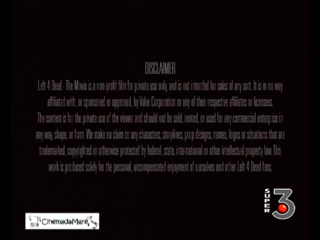 DISCLAIMER
Left 4 Dead - The Movie is a non-profit film for private use only, and is not intended for sales of any sort. It is in no way
affiliated with, or sponsored or approved, by Valve Corporation or any of their respective affiliates or licensees.
The content is for the private use of the viewer and should not be sold, rented, or used for any commercial enterprise in
any way, shape, or form. We make no claim to any characters, storylines, prop designs, names, logos or situations that are
trademarked, copyrighted or otherwise protected by federal, state, international or other intellectual property law. This
work is produced solely for the personal, uncompensated enjoyment of ourselves and other Left 4 Dead fans.
CinemadaMare
SUPER 3